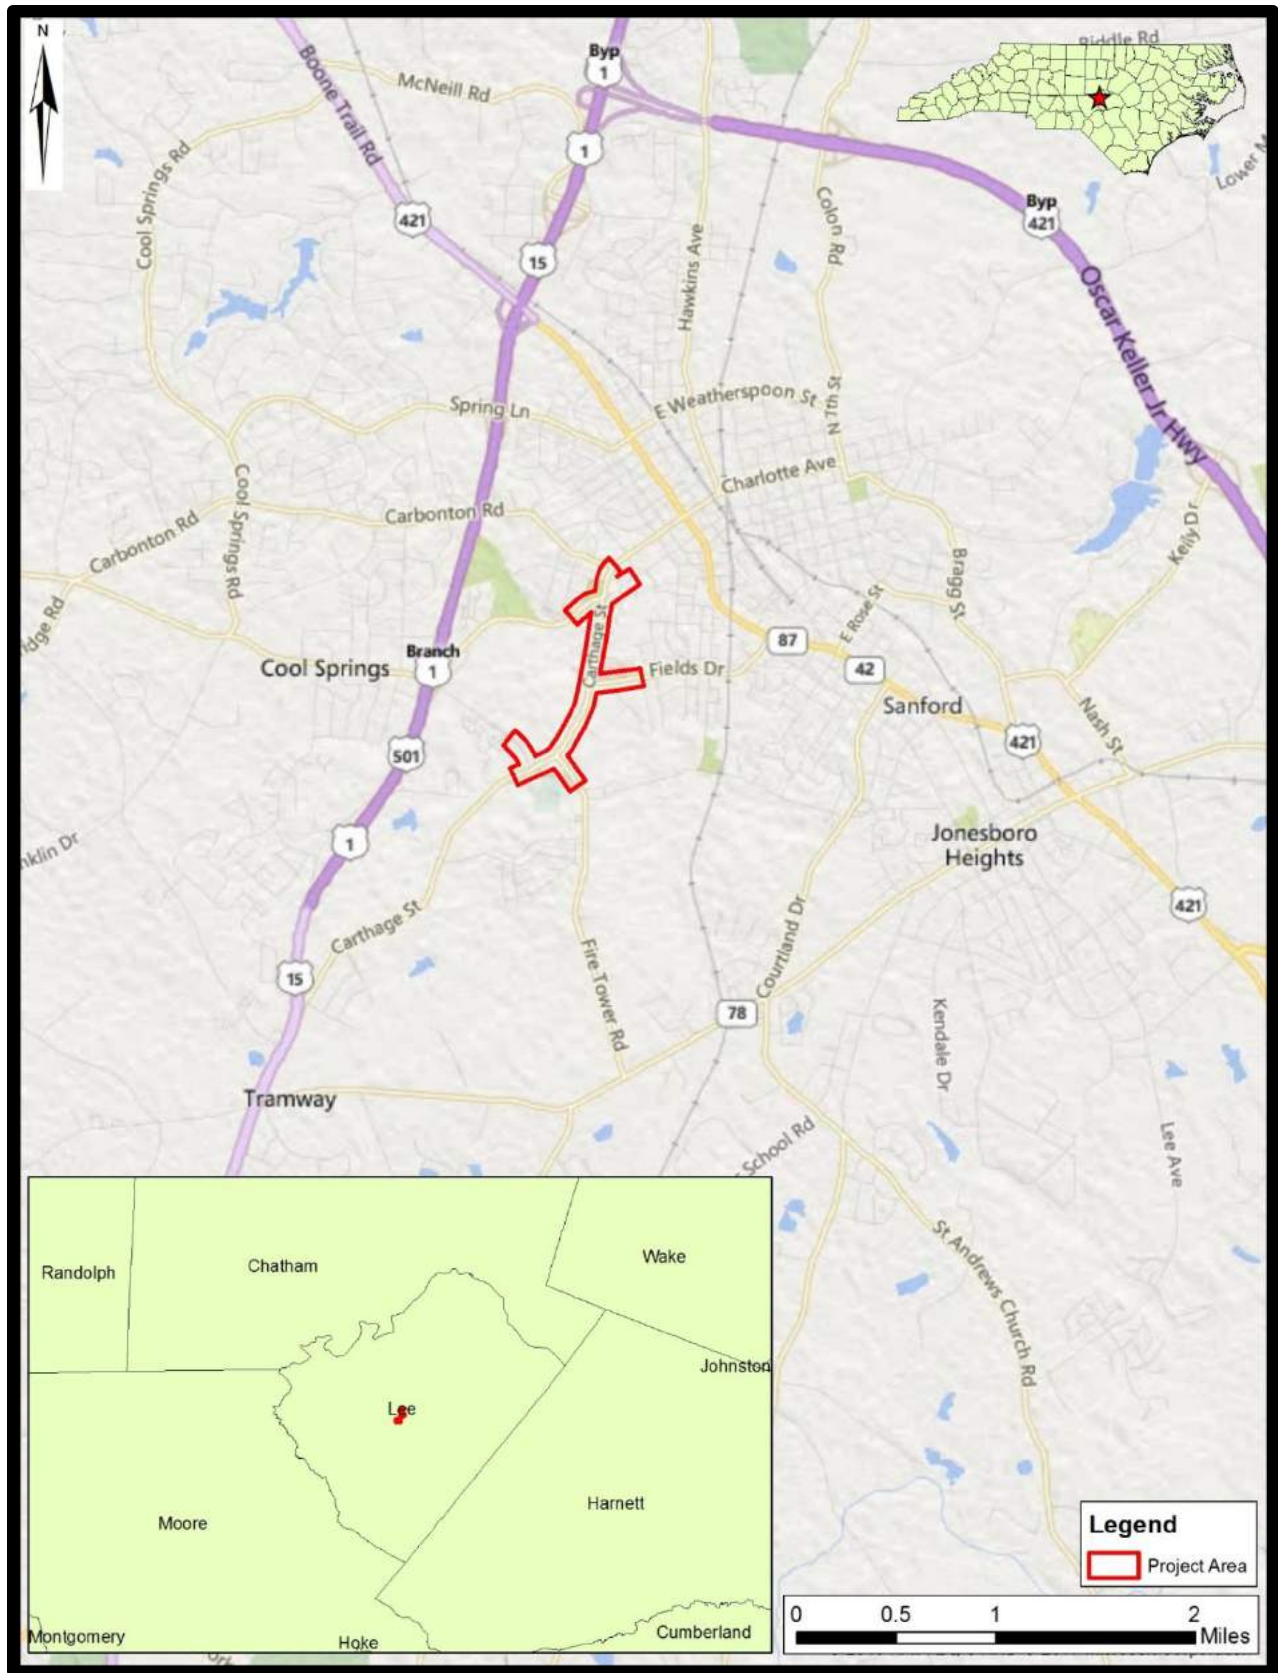 N
Riddle Rd
Byp
1
McNeill Rd
Boone Trail Rd
1
Lower
Cool Springs Rd
Byp
421
421
Colon Rd
15
Hawkins Ave
Oscar Keller Jr Hwy
Spring Ln
E Weatherspoon St
N 7th St
Charlotte Ave
Cool Springs Rd
Carbonton Rd
Carbonton Rd
Kelly Dr
Bragg St
idge Rd
E Rose St
Carthage St
87
Cool Springs
Branch
1
Fields Dr
42
Sanford
Nash St
421
501
Jonesboro
Heights
1
nklin Dr
421
Carthage St
Courtland Dr
15
Fire Tower Rd
78
Kendale Dr
Tramway
School Rd
Lee Ave
St Andrews Church Rd
Randolph
Chatham
Wake
Johnston
Lee
Moore
Harnett
Montgomery
Hoke
Cumberland
Legend
Project Area
0 0.5 1 2
Miles